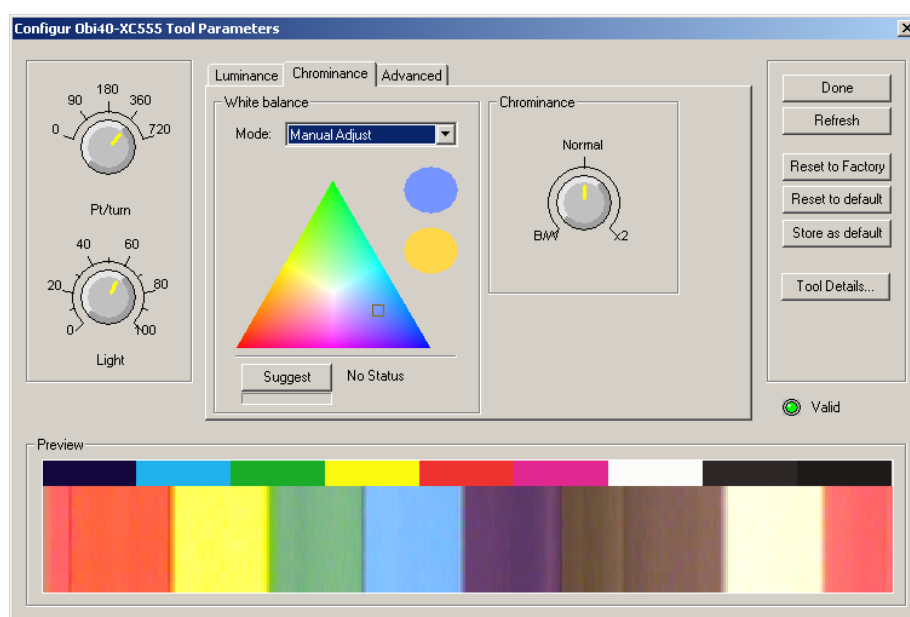 Configur Obi40-XC555 Tool Parameters
0 90 180 360 720
Pt/turn
0 20 40 60 80 100
Light
Luminance Chrominance Advanced
White balance
Mode: Manual Adjust
Suggest No Status
Chrominance
Normal
B/W x2
Done
Refresh
Reset to Factory
Reset to default
Store as default
Tool Details...
Valid
Preview